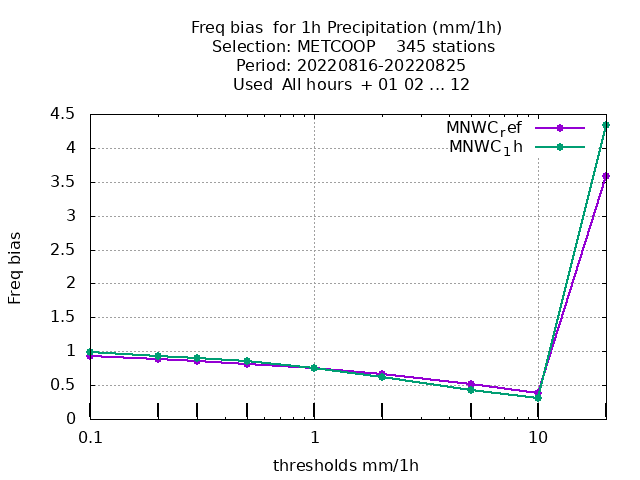 Freq bias  for 1h Precipitation (mm/1h)
Selection: METCOOP    345 stations
Period: 20220816-20220825
Used  All hours  + 01 02 ... 12
MNWC_ref
MNWC_1h
4.5
4
3.5
3
2.5
2
1.5
1
0.5
0
Freq bias
0.1 1 10
thresholds mm/1h